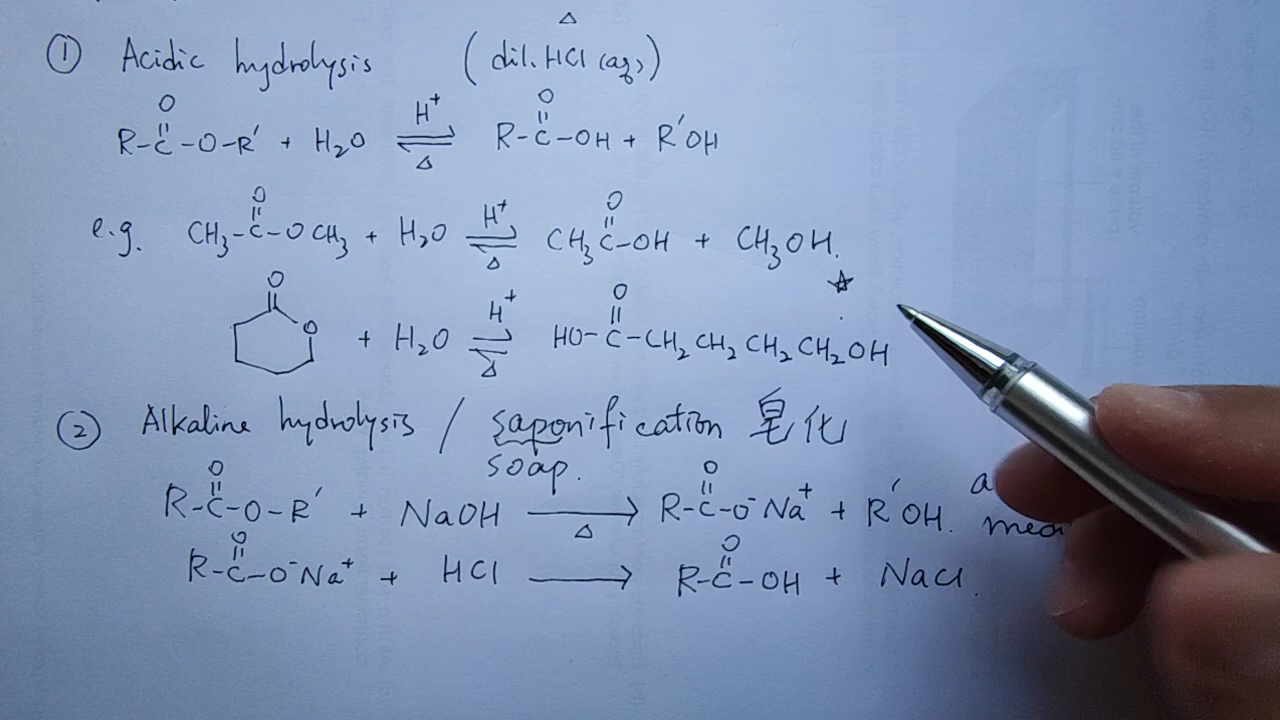 ① Acidic hydrolysis (dil. HCl (aq))
△
O O
R-C-O-R' + H₂O ⇌ R-C-OH + R'OH
H⁺
△
e.g. CH₃-C-OCH₃ + H₂O ⇌ CH₃C-OH + CH₃OH.
O O
H⁺
△
☆
O O
O + H₂O ⇌ HO-C-CH₂CH₂CH₂CH₂OH
H⁺
△
② Alkaline hydrolysis / saponification 皂化
soap.
O O
R-C-O-R' + NaOH → R-C-O⁻Na⁺ + R'OH.
△
a
medi
O O
R-C-O⁻Na⁺ + HCl → R-C-OH + NaCl.